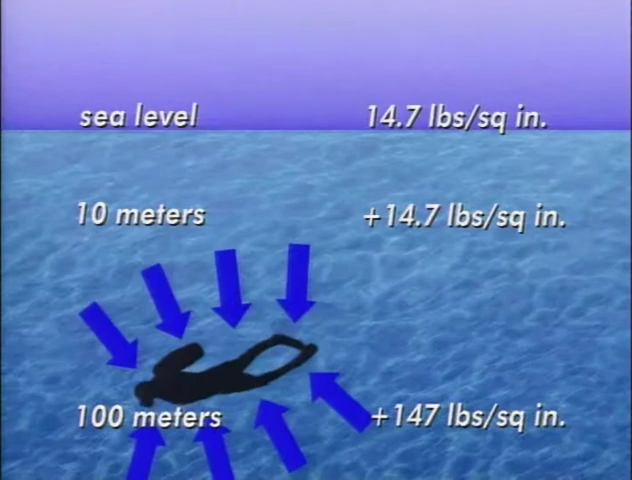 sea level 14.7 lbs/sq in.
10 meters +14.7 lbs/sq in.
100 meters +147 lbs/sq in.